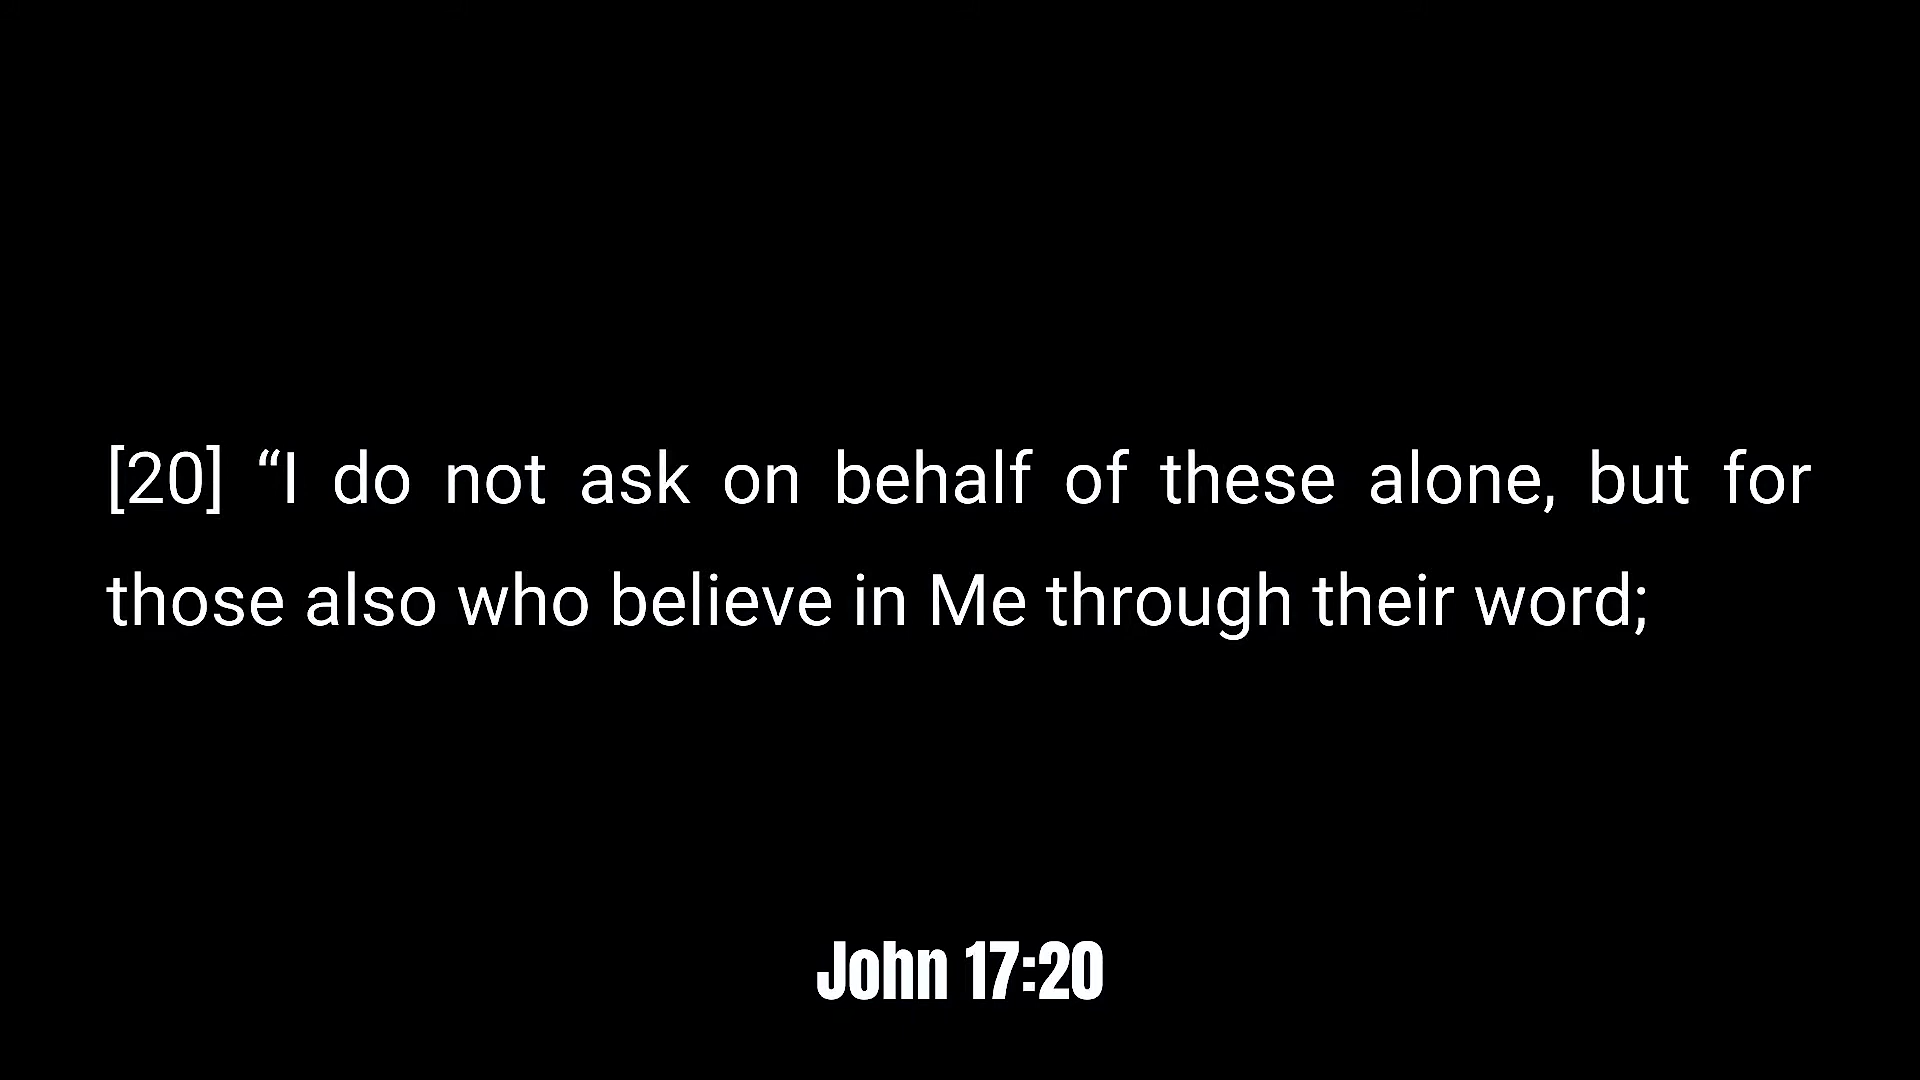 [20] “I do not ask on behalf of these alone, but for
those also who believe in Me through their word;
John 17:20